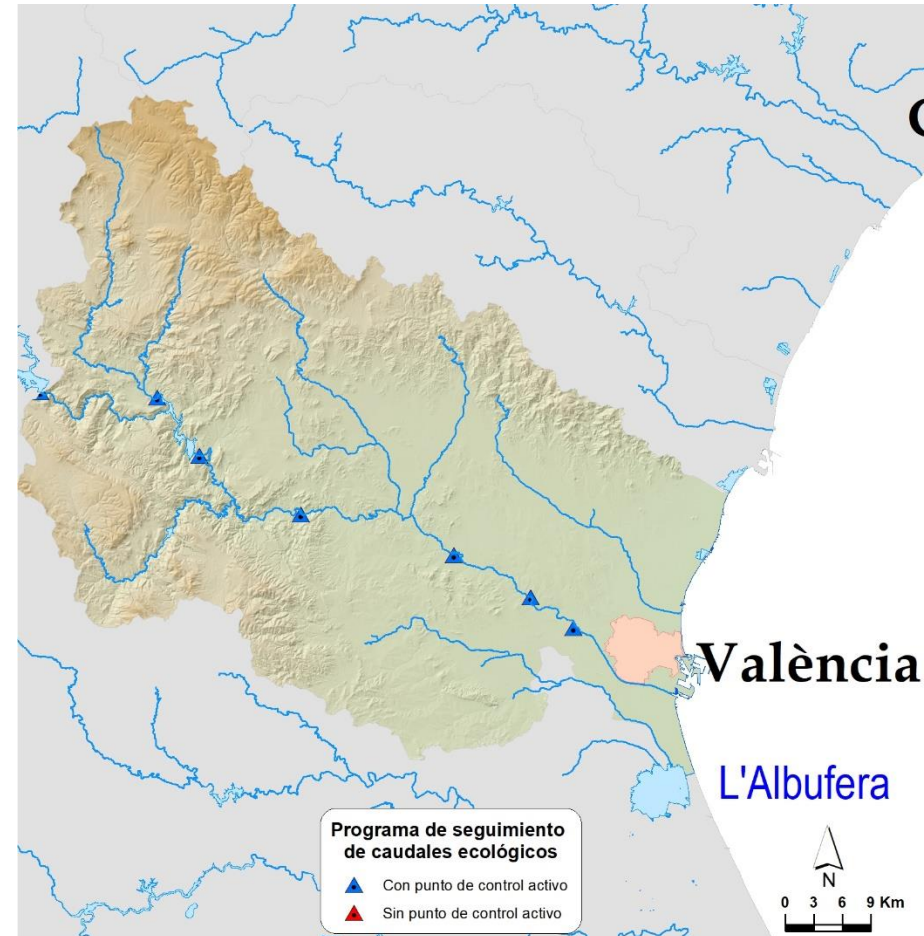 C
València
L'Albufera
Programa de seguimiento
de caudales ecológicos
Con punto de control activo
Sin punto de control activo
N
0 3 6 9 Km